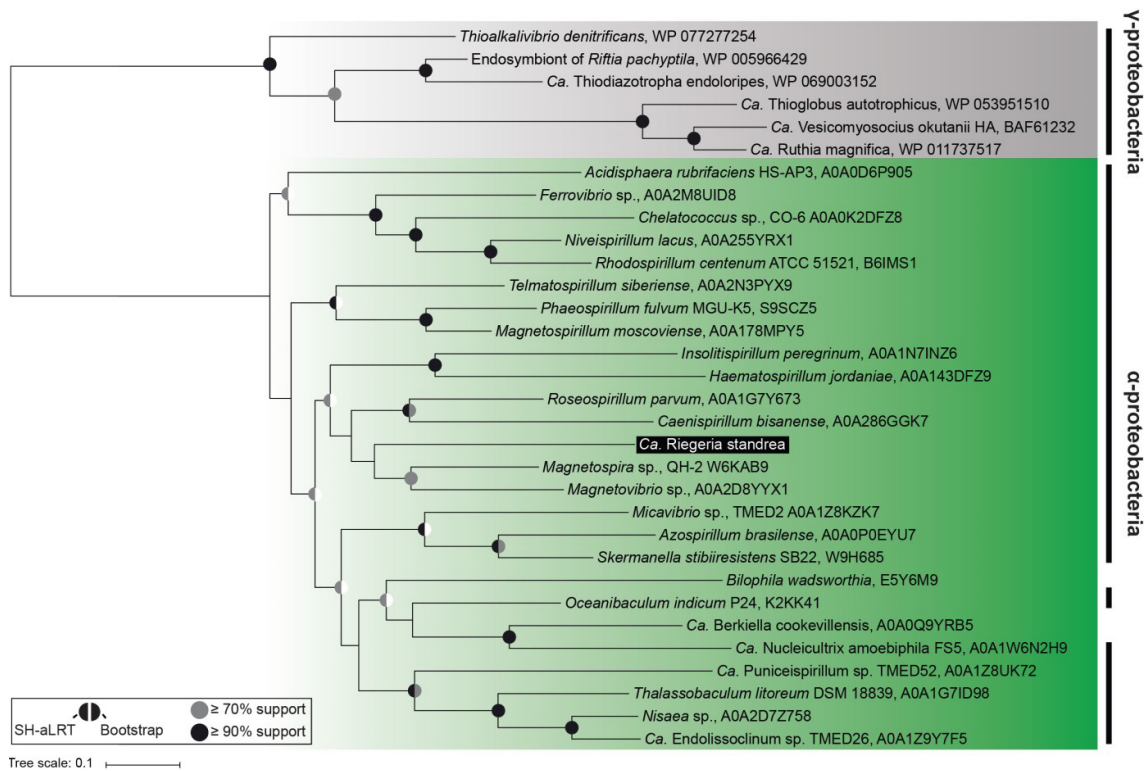 γ-proteobacteria
Thioalkalivibrio denitrificans, WP 077277254
Endosymbiont of Riftia pachyptila, WP 005966429
Ca. Thiodiazotropha endoloripes, WP 069003152
Ca. Thioglobus autotrophicus, WP 053951510
Ca. Vesicomyosocius okutanii HA, BAF61232
Ca. Ruthia magnifica, WP 011737517
α-proteobacteria
Acidisphaera rubrifaciens HS-AP3, A0A0D6P905
Ferrovibrio sp., A0A2M8UID8
Chelatococcus sp., CO-6 A0A0K2DFZ8
Niveispirillum lacus, A0A255YRX1
Rhodospirillum centenum ATCC 51521, B6IMS1
Telmatospirillum siberiense, A0A2N3PYX9
Phaeospirillum fulvum MGU-K5, S9SCZ5
Magnetospirillum moscoviense, A0A178MPY5
Insolitispirillum peregrinum, A0A1N7INZ6
Haematospirillum jordaniae, A0A143DFZ9
Roseospirillum parvum, A0A1G7Y673
Caenispirillum bisanense, A0A286GGK7
Ca. Riegeria standrea
Magnetospira sp., QH-2 W6KAB9
Magnetovibrio sp., A0A2D8YYX1
Micavibrio sp., TMED2 A0A1Z8KZK7
Azospirillum brasilense, A0A0P0EYU7
Skermanella stibiiresistens SB22, W9H685
Bilophila wadsworthia, E5Y6M9
Oceanibaculum indicum P24, K2KK41
Ca. Berkiella cookevillensis, A0A0Q9YRB5
Ca. Nucleicultrix amoebiphila FS5, A0A1W6N2H9
Ca. Puniceispirillum sp. TMED52, A0A1Z8UK72
Thalassobaculum litoreum DSM 18839, A0A1G7ID98
Nisaea sp., A0A2D7Z758
Ca. Endolissoclinum sp. TMED26, A0A1Z9Y7F5
SH-aLRT Bootstrap
≥ 70% support
≥ 90% support
Tree scale: 0.1